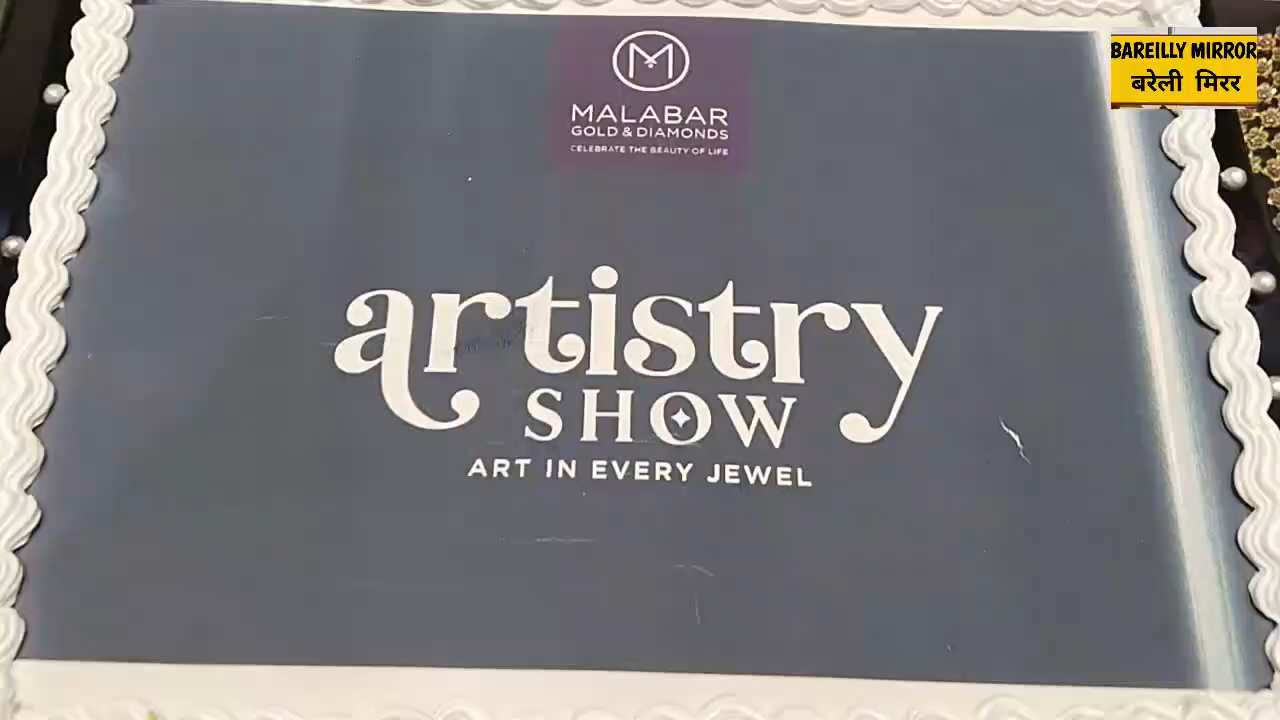 BAREILLY MIRROR
बरेली मिरर
MALABAR
GOLD & DIAMONDS
CELEBRATE THE BEAUTY OF LIFE
artistry
SHOW
ART IN EVERY JEWEL